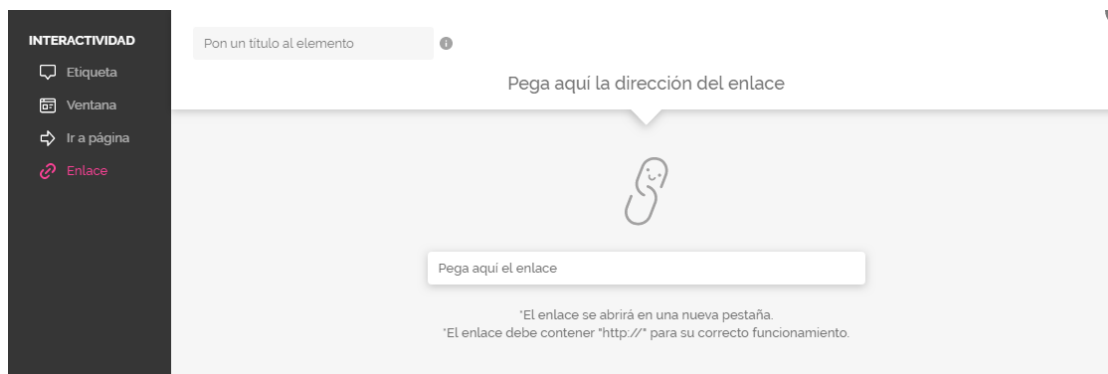 INTERACTIVIDAD
Etiqueta
Ventana
Ir a página
Enlace
Pon un título al elemento
Pega aquí la dirección del enlace
Pega aquí el enlace
*El enlace se abrirá en una nueva pestaña.
*El enlace debe contener "http://" para su correcto funcionamiento.